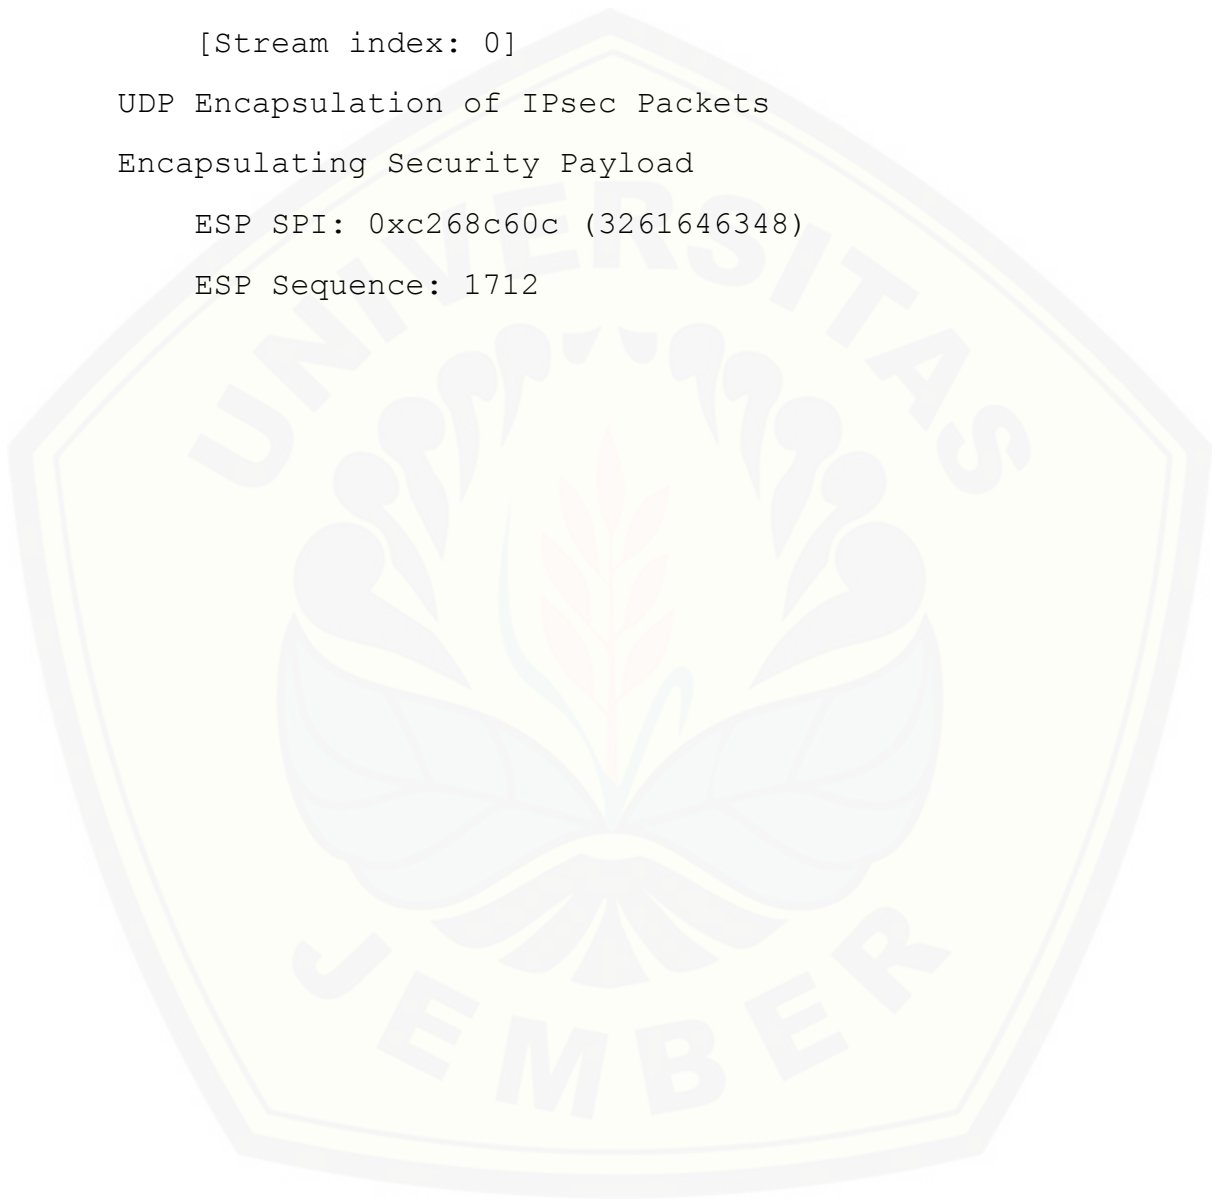 [Stream index: 0]
UDP Encapsulation of IPsec Packets
Encapsulating Security Payload
ESP SPI: 0xc268c60c (3261646348)
ESP Sequence: 1712
UNIVERSITAS
JEMBER